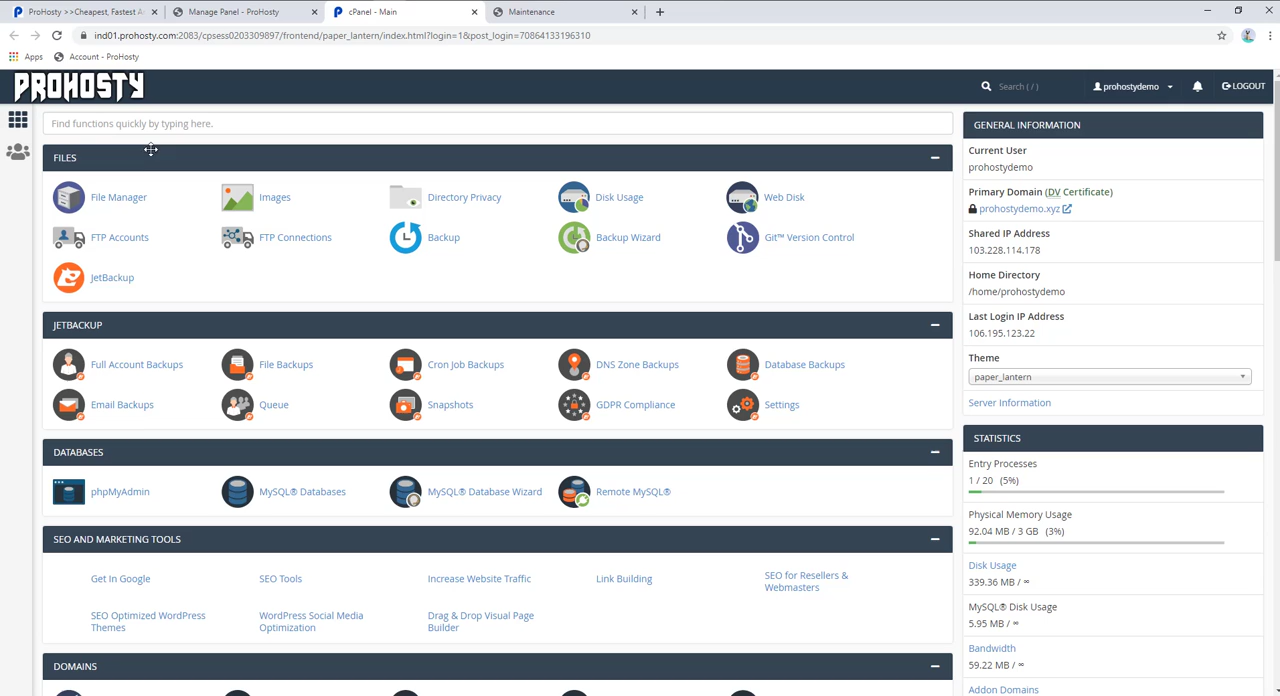 ProHosty >>Cheapest, Fastest A
Manage Panel - ProHosty
cPanel - Main
Maintenance
ind01.prohosty.com:2083/cpsess0203309897/frontend/paper_lantern/index.html?login=1&post_login=70864133196310
Apps
Account - ProHosty
PROHOSTY
Search ( / )
prohostydemo
LOGOUT
Find functions quickly by typing here.
FILES
File Manager
Images
Directory Privacy
Disk Usage
Web Disk
FTP Accounts
FTP Connections
Backup
Backup Wizard
Git™ Version Control
JetBackup
JETBACKUP
Full Account Backups
File Backups
Cron Job Backups
DNS Zone Backups
Database Backups
Email Backups
Queue
Snapshots
GDPR Compliance
Settings
DATABASES
phpMyAdmin
MySQL® Databases
MySQL® Database Wizard
Remote MySQL®
SEO AND MARKETING TOOLS
Get In Google
SEO Tools
Increase Website Traffic
Link Building
SEO for Resellers &
Webmasters
SEO Optimized WordPress
Themes
WordPress Social Media
Optimization
Drag & Drop Visual Page
Builder
DOMAINS
GENERAL INFORMATION
Current User
prohostydemo
Primary Domain (DV Certificate)
prohostydemo.xyz
Shared IP Address
103.228.114.178
Home Directory
/home/prohostydemo
Last Login IP Address
106.195.123.22
Theme
paper_lantern
Server Information
STATISTICS
Entry Processes
1 / 20 (5%)
Physical Memory Usage
92.04 MB / 3 GB (3%)
Disk Usage
339.36 MB / ∞
MySQL® Disk Usage
5.95 MB / ∞
Bandwidth
59.22 MB / ∞
Addon Domains